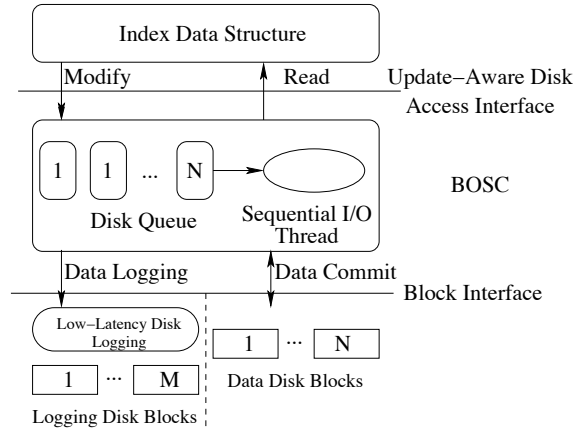 Index Data Structure
Modify
Read
Update–Aware Disk
Access Interface
1
1
...
N
Disk Queue
Sequential I/O
Thread
BOSC
Data Logging
Data Commit
Block Interface
Low–Latency Disk
Logging
1
...
M
Logging Disk Blocks
1
...
N
Data Disk Blocks